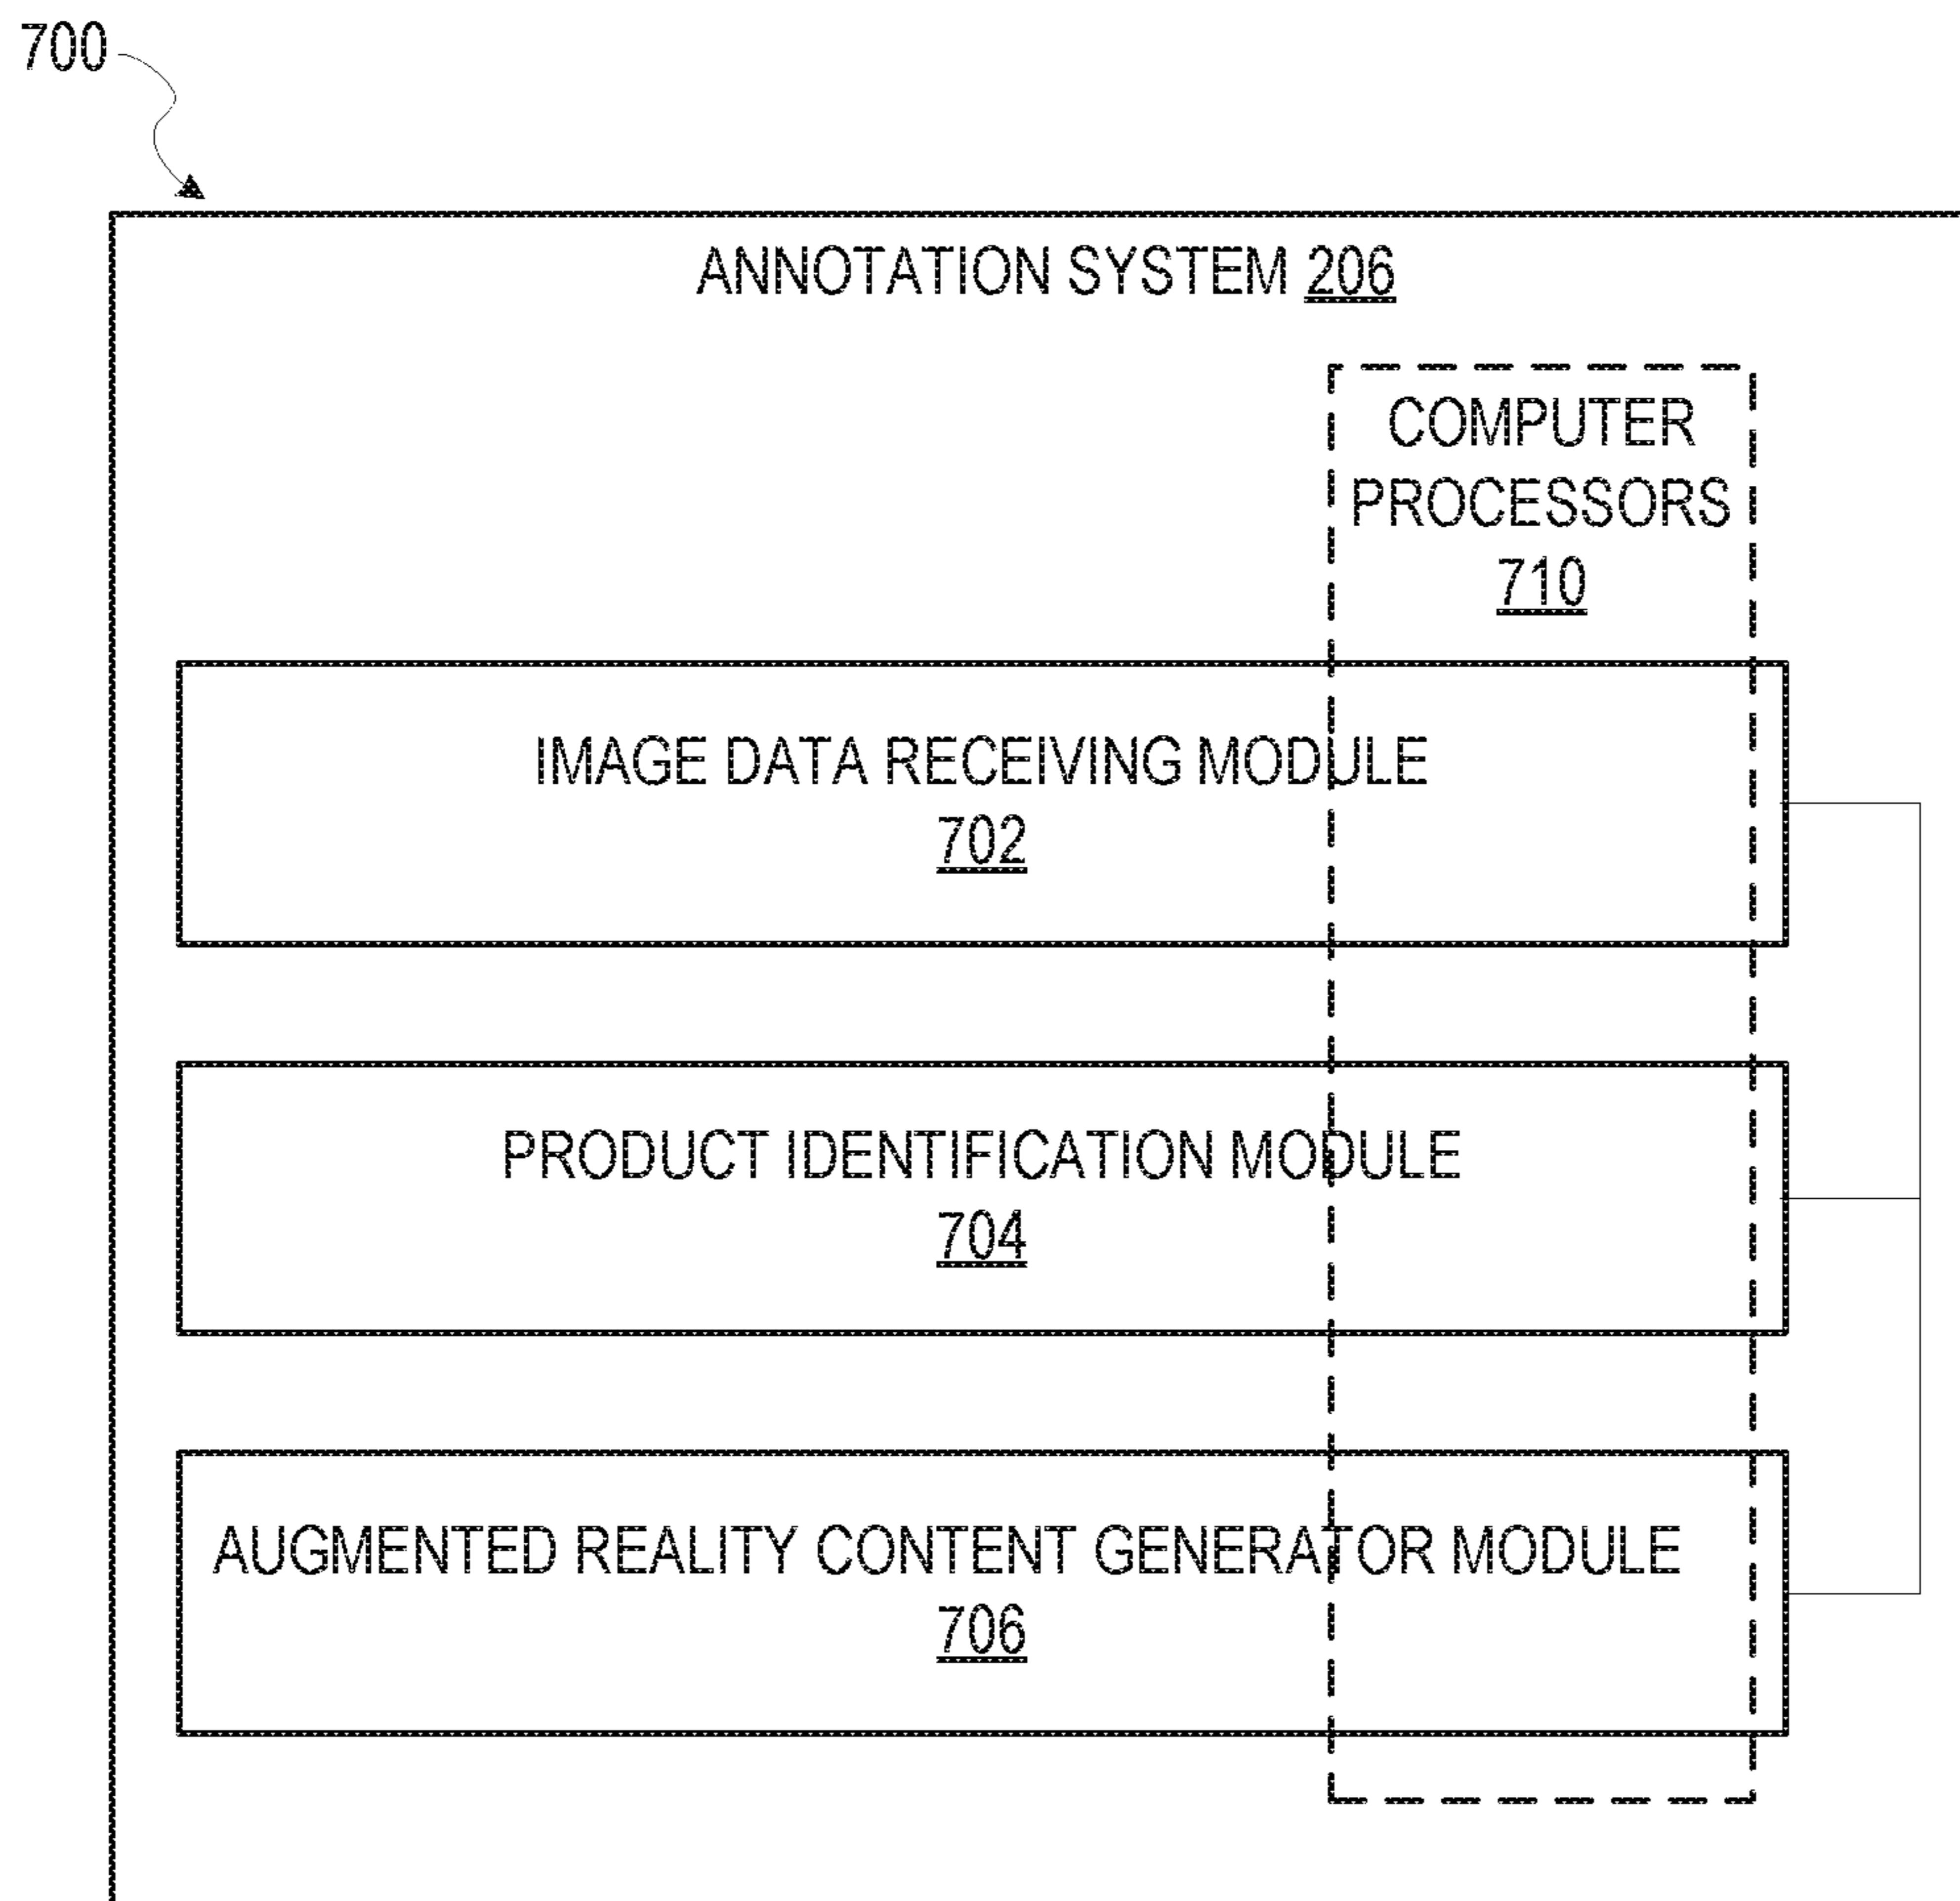 700
ANNOTATION SYSTEM 206
COMPUTER
PROCESSORS
710
IMAGE DATA RECEIVING MODULE
702
PRODUCT IDENTIFICATION MODULE
704
AUGMENTED REALITY CONTENT GENERATOR MODULE
706